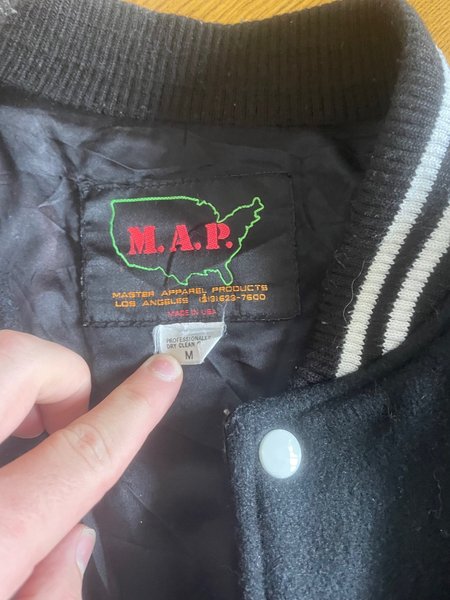 M.A.P.
MASTER APPAREL PRODUCTS
LOS ANGELES (213)623-7600
MADE IN USA
PROFESSIONALLY
DRY CLEAN
M